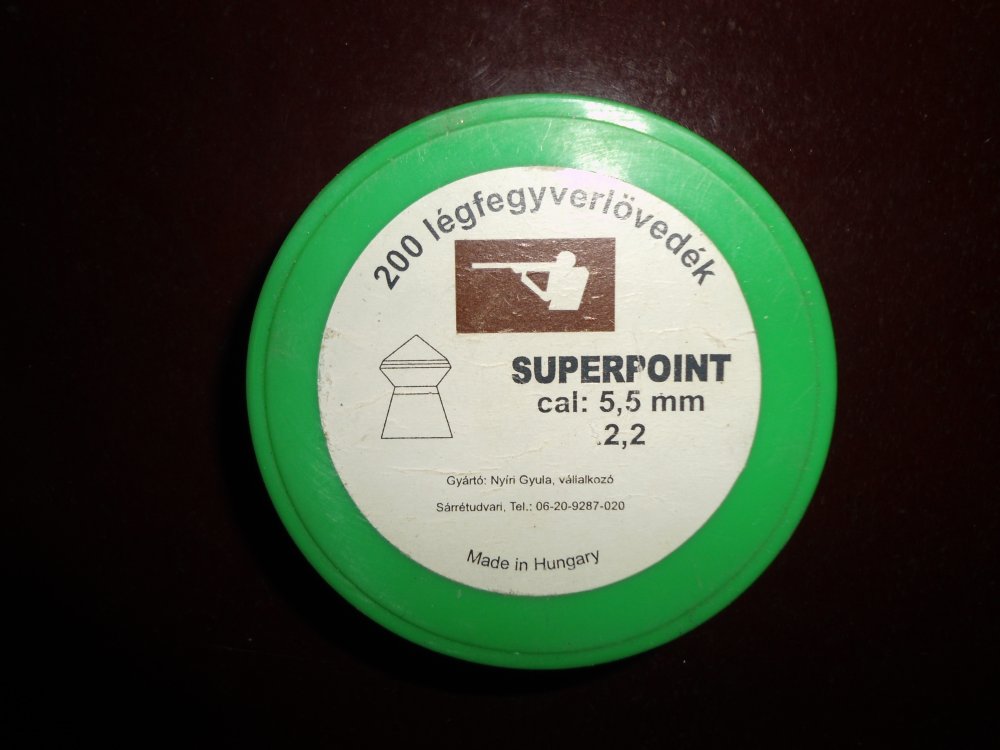 200 légfegyverlövedék
SUPERPOINT
cal: 5,5 mm
.2,2
Gyártó: Nyíri Gyula, vállalkozó
Sárrétudvari, Tel.: 06-20-9287-020
Made in Hungary